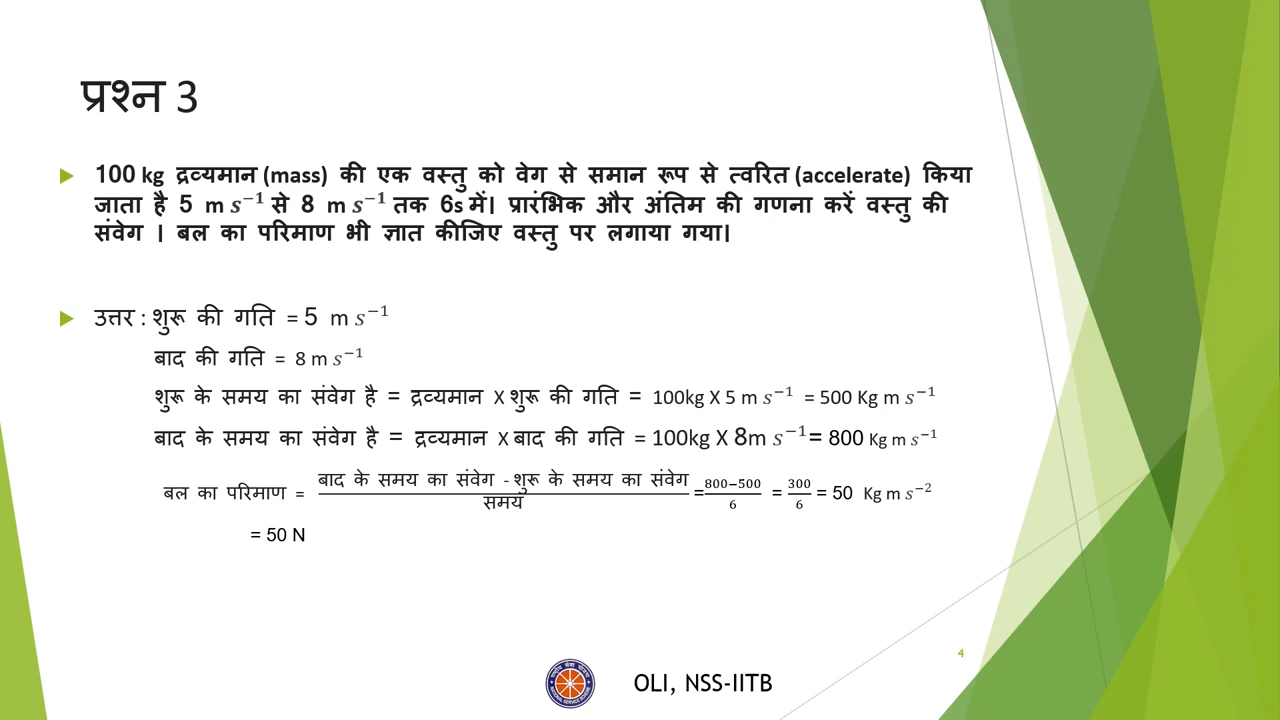 प्रश्न 3
100 kg द्रव्यमान (mass) की एक वस्तु को वेग से समान रूप से त्वरित (accelerate) किया
जाता है 5 m s⁻¹ से 8 m s⁻¹ तक 6s में। प्रारंभिक और अंतिम की गणना करें वस्तु की
संवेग । बल का परिमाण भी ज्ञात कीजिए वस्तु पर लगाया गया।
उत्तर : शुरू की गति = 5 m s⁻¹
बाद की गति = 8 m s⁻¹
शुरू के समय का संवेग है = द्रव्यमान X शुरू की गति = 100kg X 5 m s⁻¹ = 500 Kg m s⁻¹
बाद के समय का संवेग है = द्रव्यमान X बाद की गति = 100kg X 8m s⁻¹= 800 Kg m s⁻¹
बल का परिमाण = बाद के समय का संवेग - शुरू के समय का संवेग / समय =800−500 / 6 = 300 / 6 = 50 Kg m s⁻²
= 50 N
4
OLI, NSS-IITB